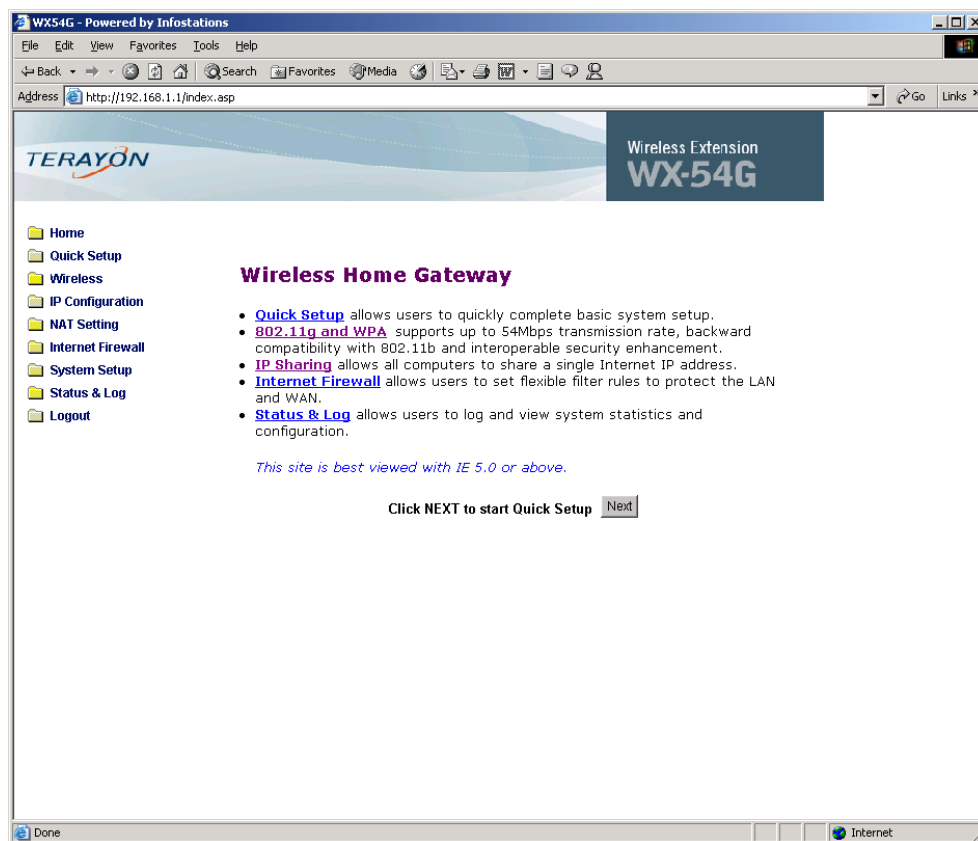 WX54G - Powered by Infostations
File Edit View Favorites Tools Help
Back Search Favorites Media
Address http://192.168.1.1/index.asp Go Links »
TERAYON
Wireless Extension
WX-54G
Home
Quick Setup
Wireless
IP Configuration
NAT Setting
Internet Firewall
System Setup
Status & Log
Logout
Wireless Home Gateway
• Quick Setup allows users to quickly complete basic system setup.
• 802.11g and WPA supports up to 54Mbps transmission rate, backward
compatibility with 802.11b and interoperable security enhancement.
• IP Sharing allows all computers to share a single Internet IP address.
• Internet Firewall allows users to set flexible filter rules to protect the LAN
and WAN.
• Status & Log allows users to log and view system statistics and
configuration.
This site is best viewed with IE 5.0 or above.
Click NEXT to start Quick Setup Next
Done Internet